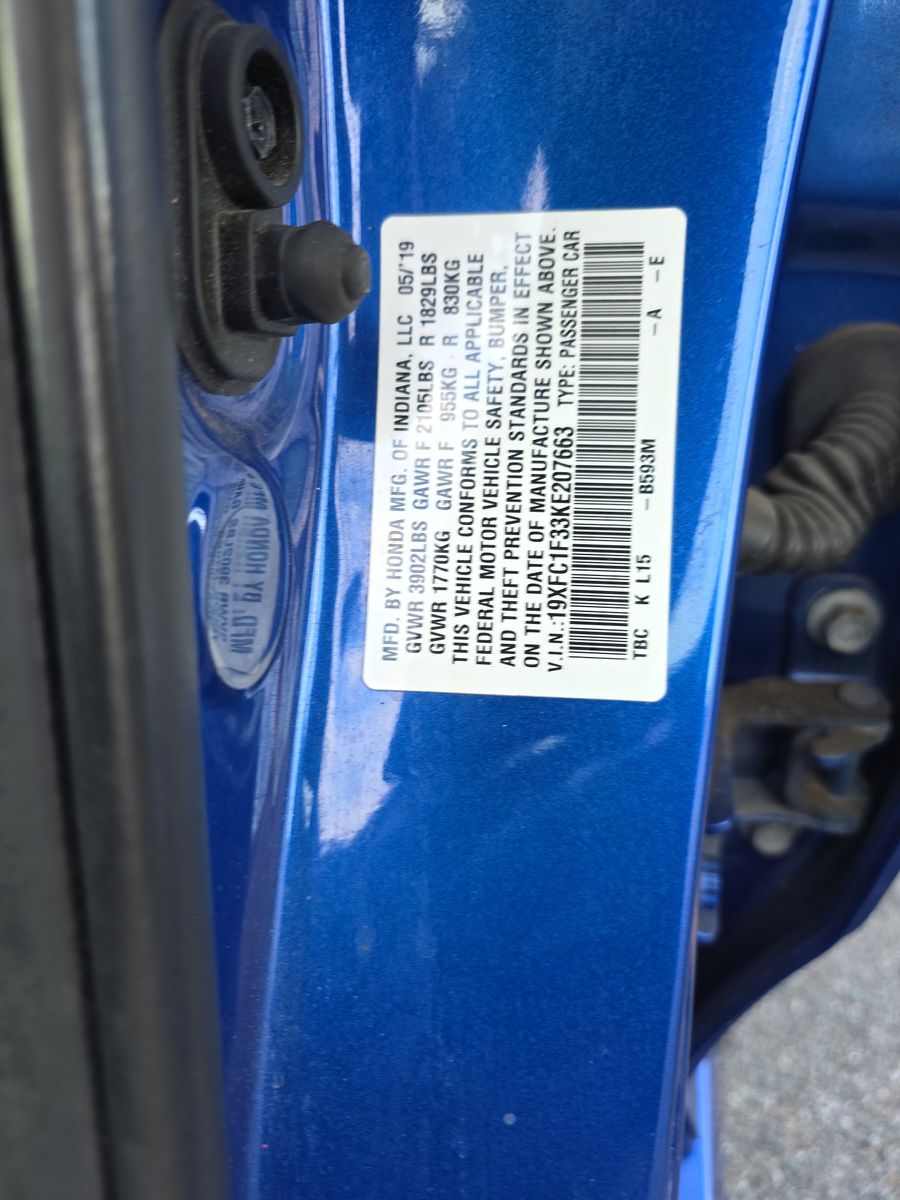 MFD. BY HONDA MFG. OF INDIANA, LLC 05/'19
GVWR 3902LBS GAWR F 2105LBS R 1829LBS
GVWR 1770KG GAWR F 955KG R 830KG
THIS VEHICLE CONFORMS TO ALL APPLICABLE
FEDERAL MOTOR VEHICLE SAFETY, BUMPER,
AND THEFT PREVENTION STANDARDS IN EFFECT
ON THE DATE OF MANUFACTURE SHOWN ABOVE.
V.I.N.:19XFC1F33KE207663 TYPE: PASSENGER CAR
TBC K L15 –B593M –A –E